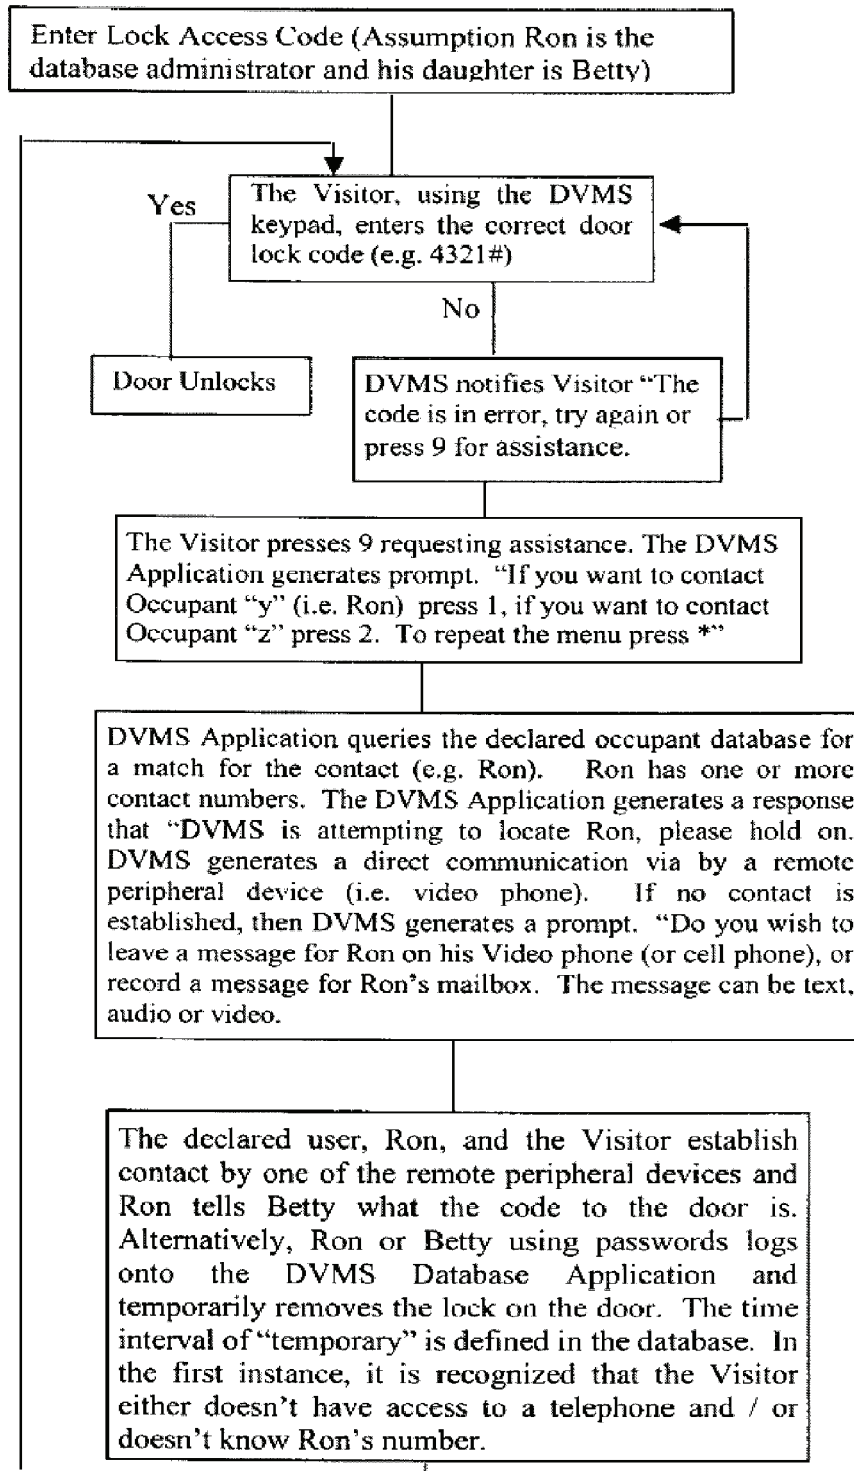 Enter Lock Access Code (Assumption Ron is the
database administrator and his daughter is Betty)
The Visitor, using the DVMS
keypad, enters the correct door
lock code (e.g. 4321#)
Yes
No
Door Unlocks
DVMS notifies Visitor “The
code is in error, try again or
press 9 for assistance.
The Visitor presses 9 requesting assistance. The DVMS
Application generates prompt. “If you want to contact
Occupant “y” (i.e. Ron) press 1, if you want to contact
Occupant “z” press 2. To repeat the menu press *”
DVMS Application queries the declared occupant database for
a match for the contact (e.g. Ron). Ron has one or more
contact numbers. The DVMS Application generates a response
that “DVMS is attempting to locate Ron, please hold on.
DVMS generates a direct communication via by a remote
peripheral device (i.e. video phone). If no contact is
established, then DVMS generates a prompt. “Do you wish to
leave a message for Ron on his Video phone (or cell phone), or
record a message for Ron’s mailbox. The message can be text,
audio or video.
The declared user, Ron, and the Visitor establish
contact by one of the remote peripheral devices and
Ron tells Betty what the code to the door is.
Alternatively, Ron or Betty using passwords logs
onto the DVMS Database Application and
temporarily removes the lock on the door. The time
interval of “temporary” is defined in the database. In
the first instance, it is recognized that the Visitor
either doesn’t have access to a telephone and / or
doesn’t know Ron’s number.